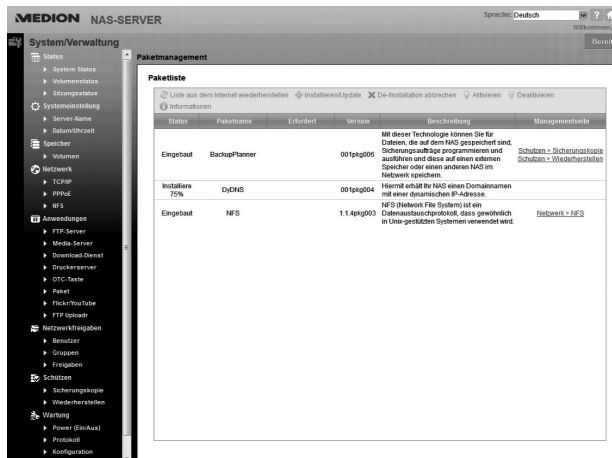 MEDION NAS-SERVER
Sprache: Deutsch
Willkommen,
System/Verwaltung
Berei
Status
System Status
Volumenstatus
Sitzungsstatus
Systemeinstellung
Server-Name
Datum/Uhrzeit
Speicher
Volumen
Netzwerk
TCP/IP
PPPoE
NFS
Anwendungen
FTP-Server
Media-Server
Download-Dienst
Druckerserver
OTC-Taste
Paket
Flickr/YouTube
FTP Uploadr
Netzwerkfreigaben
Benutzer
Gruppen
Freigaben
Schützen
Sicherungskopie
Wiederherstellen
Wartung
Power (Ein/Aus)
Protokoll
Konfiguration
Paketmanagement
Paketliste
Liste aus dem Internet wiederherstellen Installieren/Update De-Installation abbrechen Aktivieren Deaktivieren
Informationen
Status Paketname Erfordert Version Beschreibung Managementseite
Eingebaut BackupPlanner 001pkg006
Mit dieser Technologie können Sie für
Dateien, die auf dem NAS gespeichert sind,
Sicherungsaufträge programmieren und
ausführen und diese auf einen externen
Speicher oder einen anderen NAS im
Netzwerk speichern.
Schutzen > Sicherungskopie
Schutzen > Wiederherstellen
Installiere
75%
DyDNS 001pkg004
Hiermit erhält Ihr NAS einen Domainnamen
mit einer dynamischen IP-Adresse.
Eingebaut NFS 1.1.4pkg003
NFS (Network File System) ist ein
Datenaustauschprotokoll, dass gewöhnlich
in Unix-gestützten Systemen verwendet wird.
Netzwerk > NFS